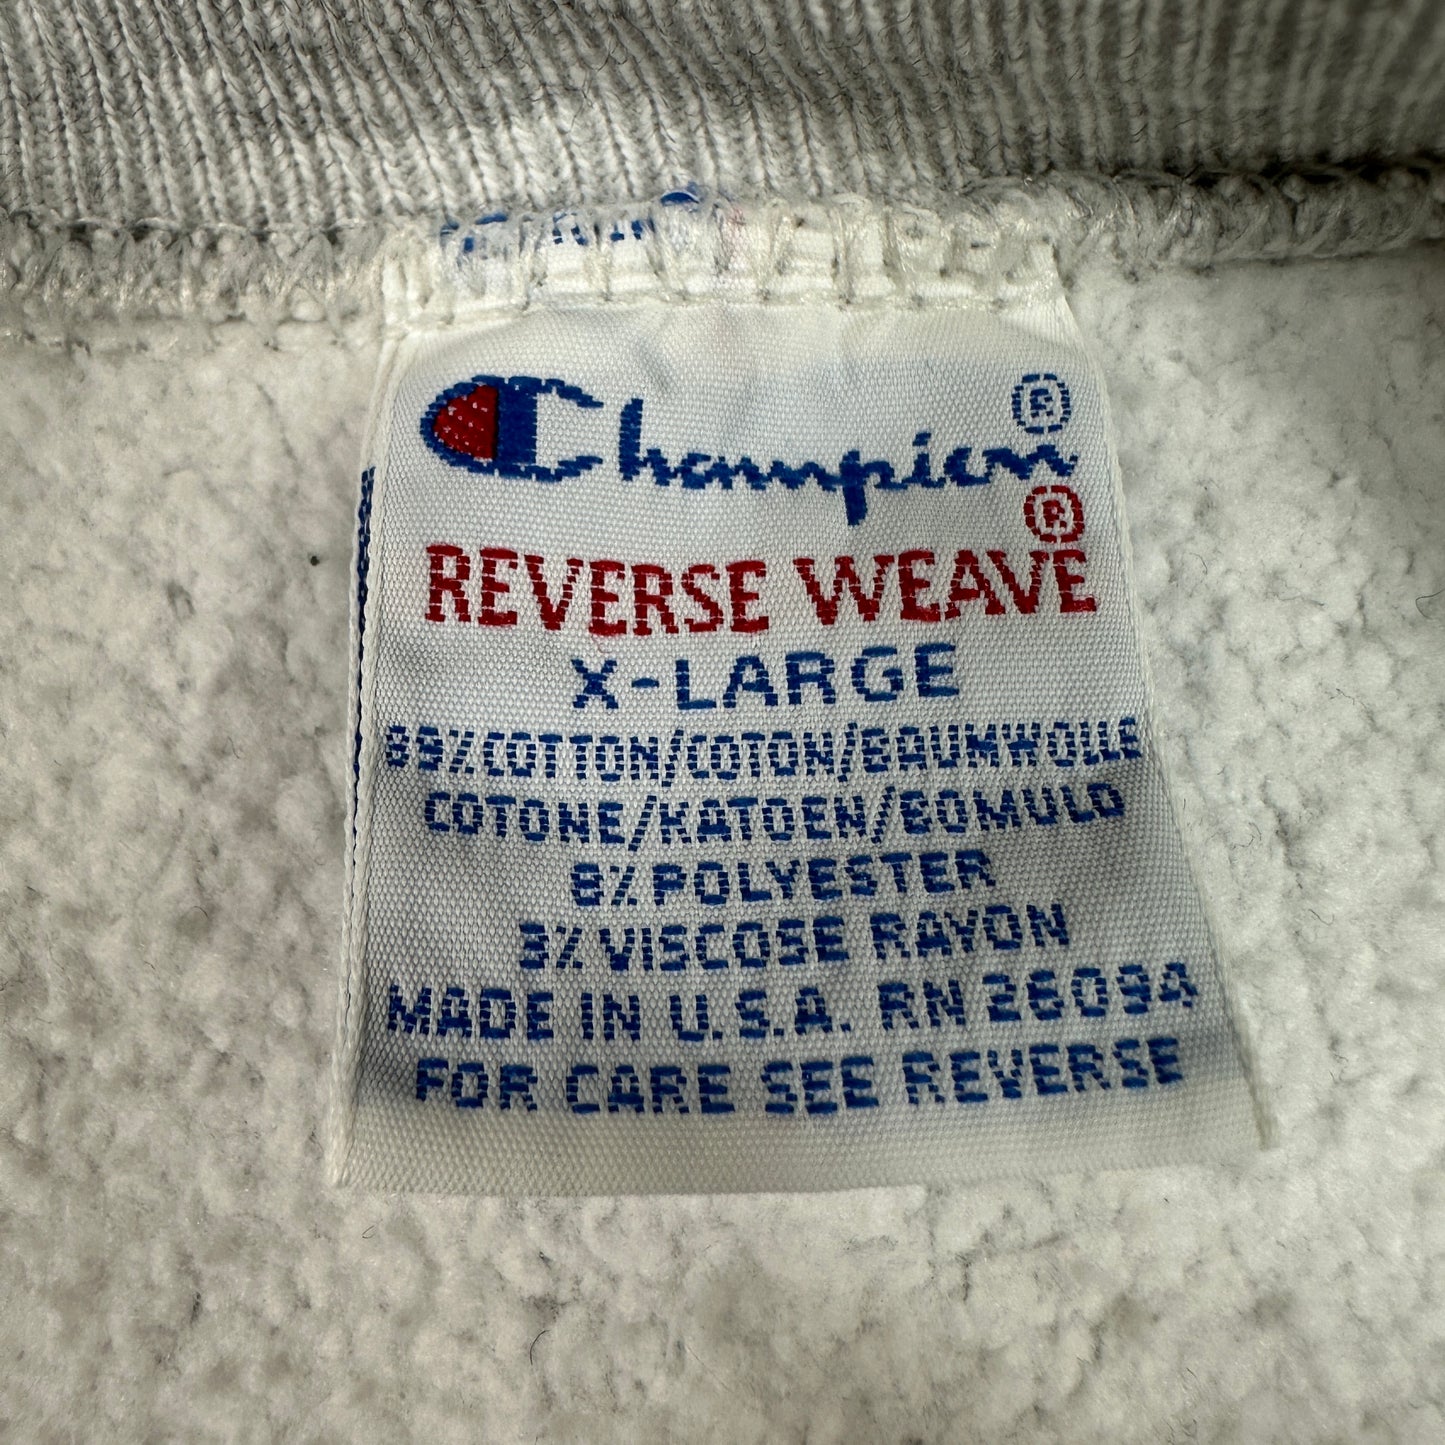 Champion®
REVERSE WEAVE®
X-LARGE
89% COTTON/COTON/BAUMWOLLE
COTONE/KATOEN/BOMULD
8% POLYESTER
3% VISCOSE RAYON
MADE IN U.S.A. RN 26094
FOR CARE SEE REVERSE